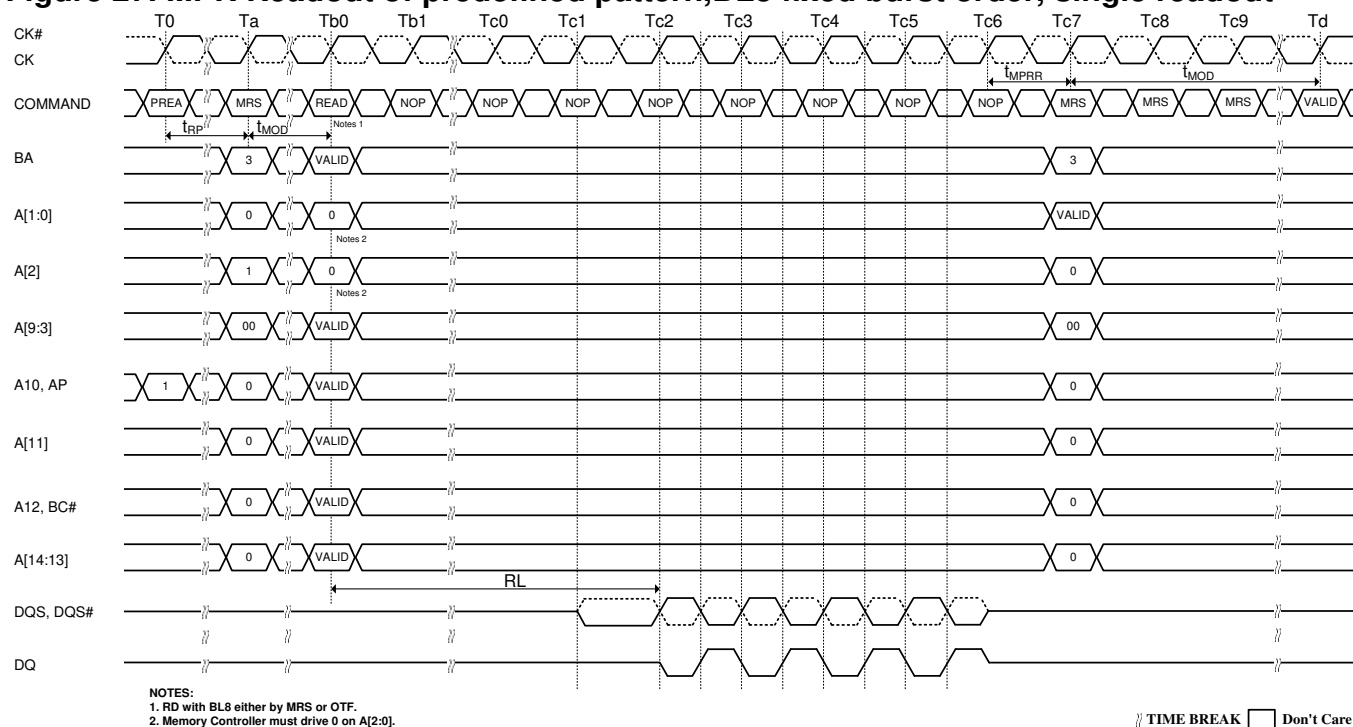 Figure 27. MPR Readout of predefined pattern,BL8 fixed burst order, single readout
T0 Ta Tb0 Tb1 Tc0 Tc1 Tc2 Tc3 Tc4 Tc5 Tc6 Tc7 Tc8 Tc9 Td
CK#
CK
tMPRR tMOD
COMMAND PREA MRS READ NOP NOP NOP NOP NOP NOP NOP NOP MRS MRS MRS VALID
tRP tMOD Notes 1
BA 3 VALID 3
A[1:0] 0 0 VALID
Notes 2
A[2] 1 0 0
Notes 2
A[9:3] 00 VALID 00
A10, AP 1 0 VALID 0
A[11] 0 VALID 0
A12, BC# 0 VALID 0
A[14:13] 0 VALID 0
RL
DQS, DQS#
DQ
NOTES:
1. RD with BL8 either by MRS or OTF.
2. Memory Controller must drive 0 on A[2:0].
TIME BREAK Don't Care